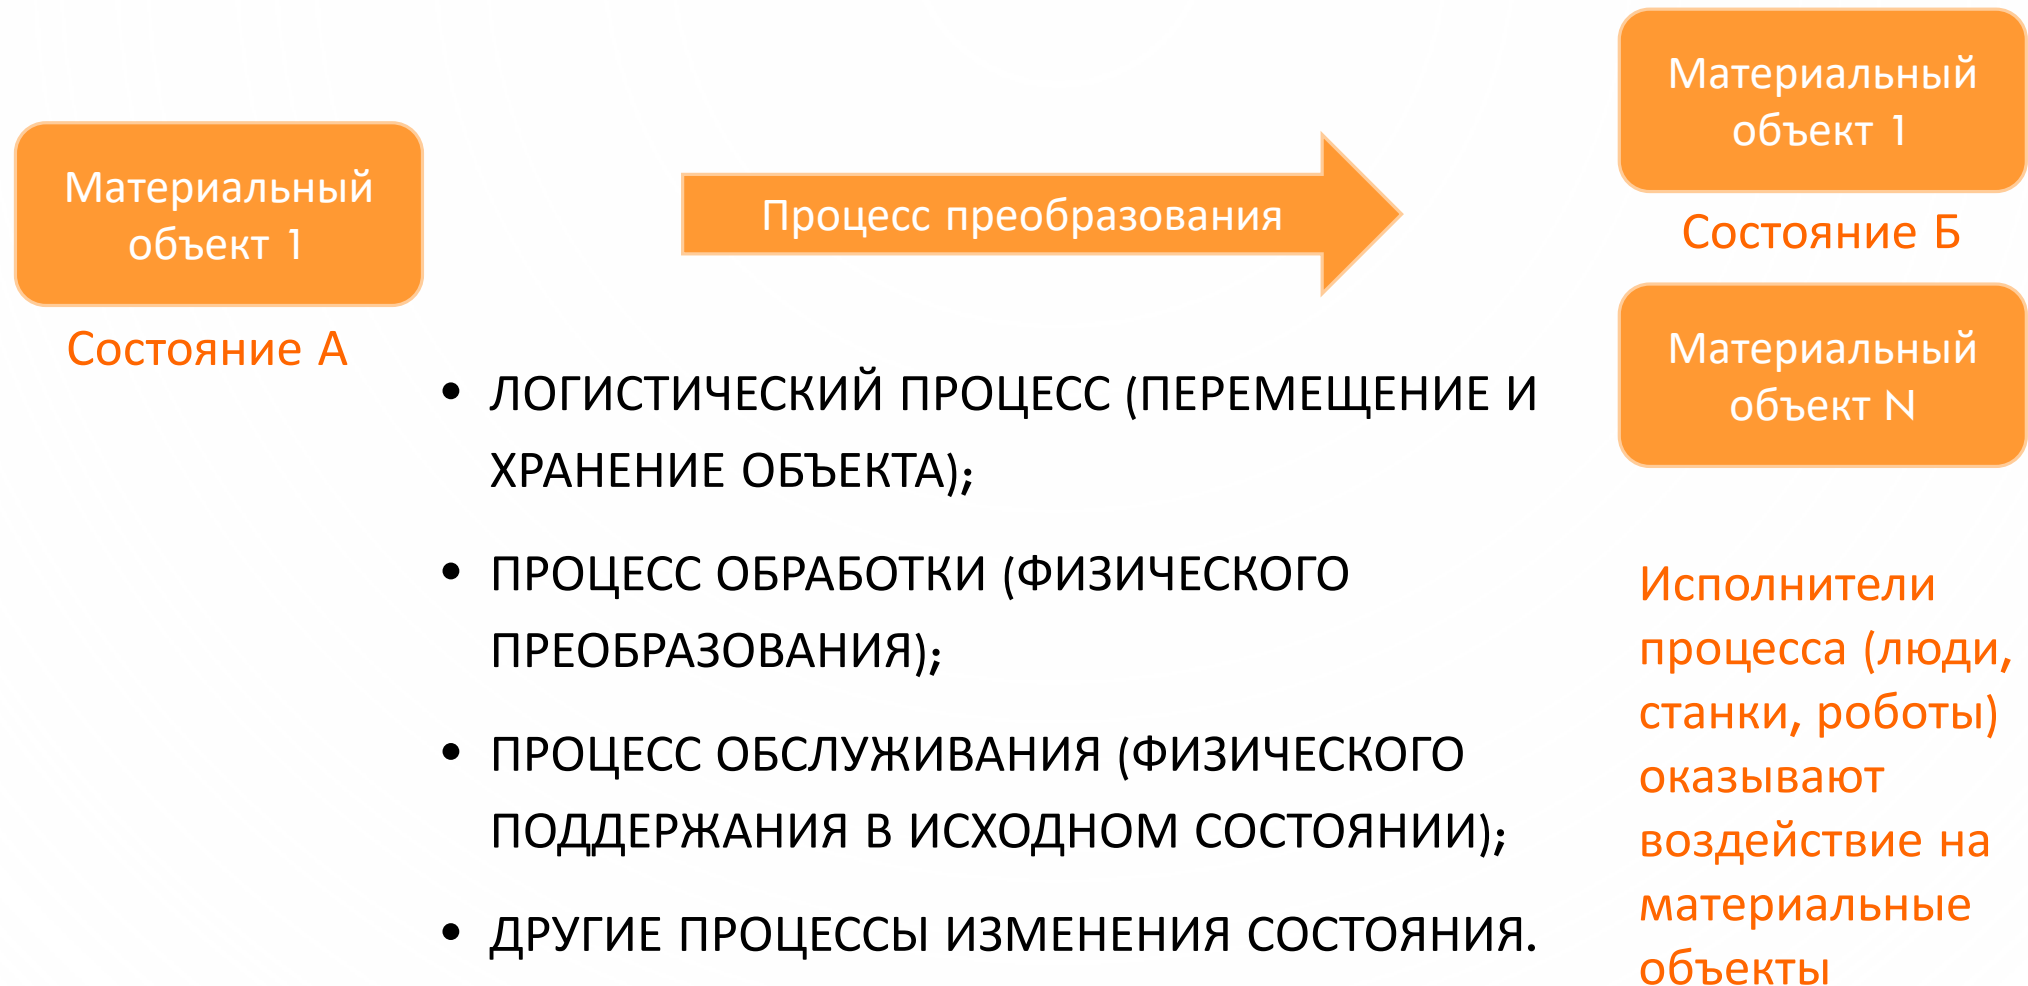 Материальный
объект 1
Состояние А
Процесс преобразования
Материальный
объект 1
Состояние Б
Материальный
объект N
• ЛОГИСТИЧЕСКИЙ ПРОЦЕСС (ПЕРЕМЕЩЕНИЕ И
ХРАНЕНИЕ ОБЪЕКТА);
• ПРОЦЕСС ОБРАБОТКИ (ФИЗИЧЕСКОГО
ПРЕОБРАЗОВАНИЯ);
• ПРОЦЕСС ОБСЛУЖИВАНИЯ (ФИЗИЧЕСКОГО
ПОДДЕРЖАНИЯ В ИСХОДНОМ СОСТОЯНИИ);
• ДРУГИЕ ПРОЦЕССЫ ИЗМЕНЕНИЯ СОСТОЯНИЯ.
Исполнители
процесса (люди,
станки, роботы)
оказывают
воздействие на
материальные
объекты